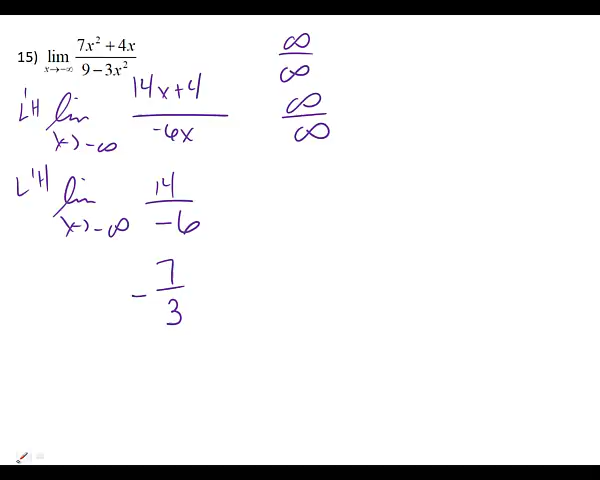 15) lim x→-∞ (7x² + 4x)/(9 − 3x²) ∞/∞
L'H lim x→-∞ (14x+4)/(-6x) ∞/∞
L'H lim x→-∞ 14/-6
- 7/3